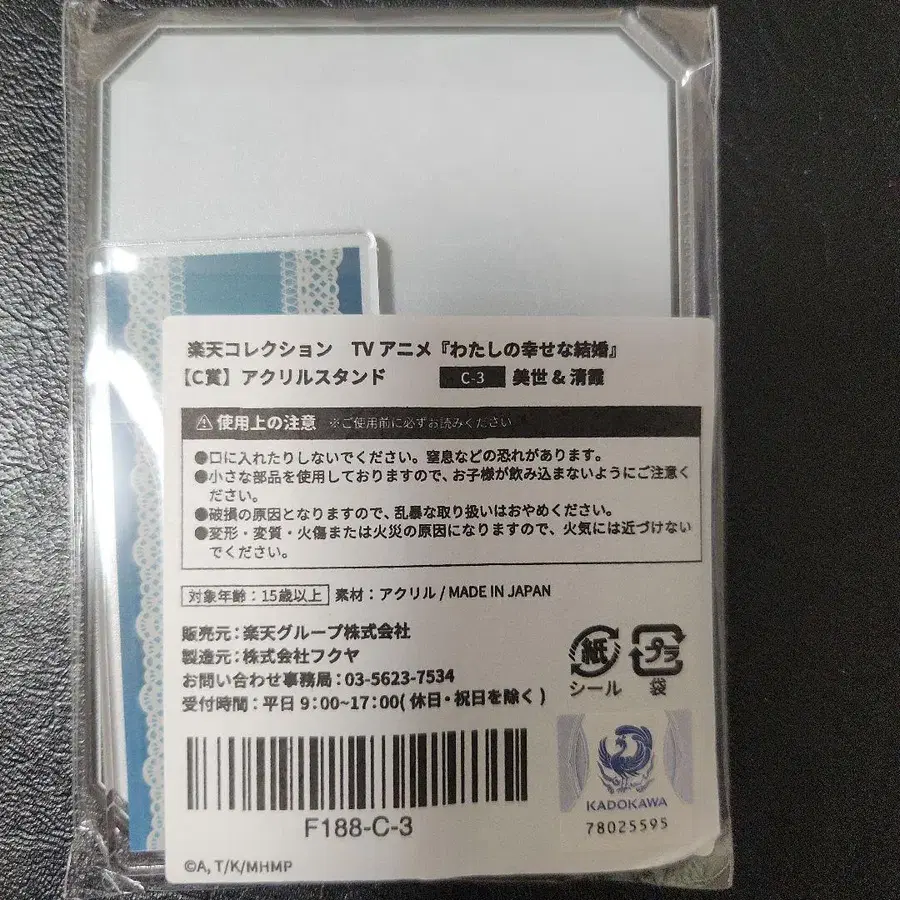 楽天コレクション TVアニメ『わたしの幸せな結婚』
【C賞】アクリルスタンド C-3 美世&清霞
使用上の注意 ※ご使用前に必ずお読みください
●口に入れたりしないでください。窒息などの恐れがあります。
●小さな部品を使用しておりますので、お子様が飲み込まないようにご注意く
ださい。
●破損の原因となりますので、乱暴な取り扱いはおやめください。
●変形・変質・火傷または火災の原因になりますので、火気には近づけない
でください。
対象年齢:15歳以上 素材:アクリル/MADE IN JAPAN
販売元:楽天グループ株式会社
製造元:株式会社フクヤ
お問い合わせ事務局:03-5623-7534
受付時間:平日 9:00~17:00(休日・祝日を除く)
紙 プラ
シール 袋
F188-C-3
KADOKAWA
78025595
©A, T/K/MHMP